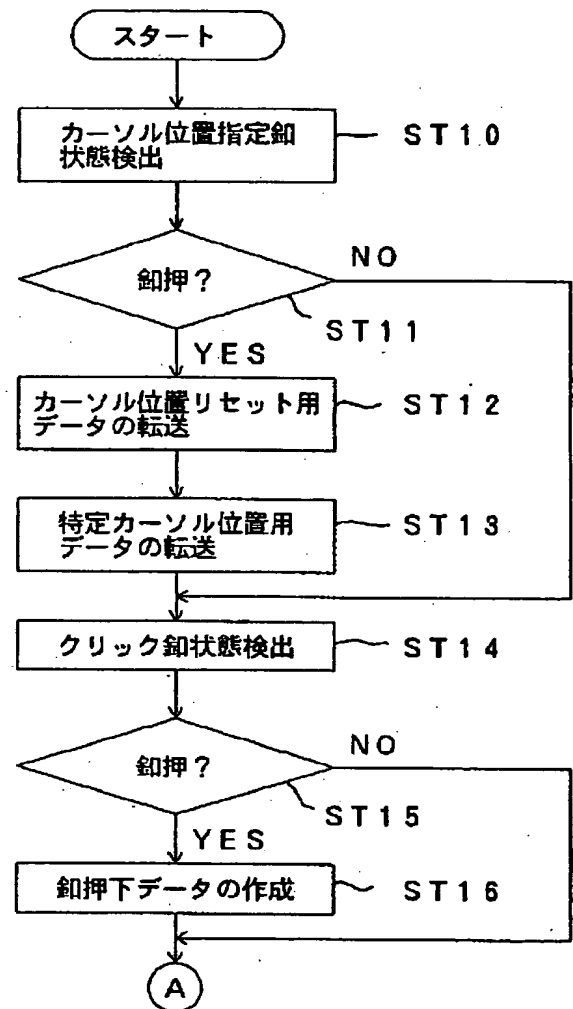 スタート
カーソル位置指定釦
状態検出
ST10
釦押?
NO
ST11
YES
カーソル位置リセット用
データの転送
ST12
特定カーソル位置用
データの転送
ST13
クリック釦状態検出
ST14
釦押?
NO
ST15
YES
釦押下データの作成
ST16
A